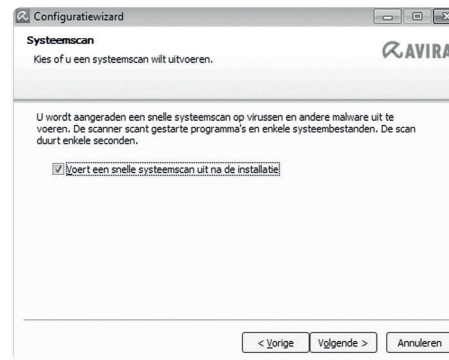 Configuratiewizard
Systeemscan
Kies of u een systeemscan wilt uitvoeren.
AVIRA
U wordt aangeraden een snelle systeemscan op virussen en andere malware uit te
voeren. De scanner scant gestarte programma's en enkele systeembestanden. De scan
duurt enkele seconden.
Voert een snelle systeemscan uit na de installatie
< Vorige
Volgende >
Annuleren